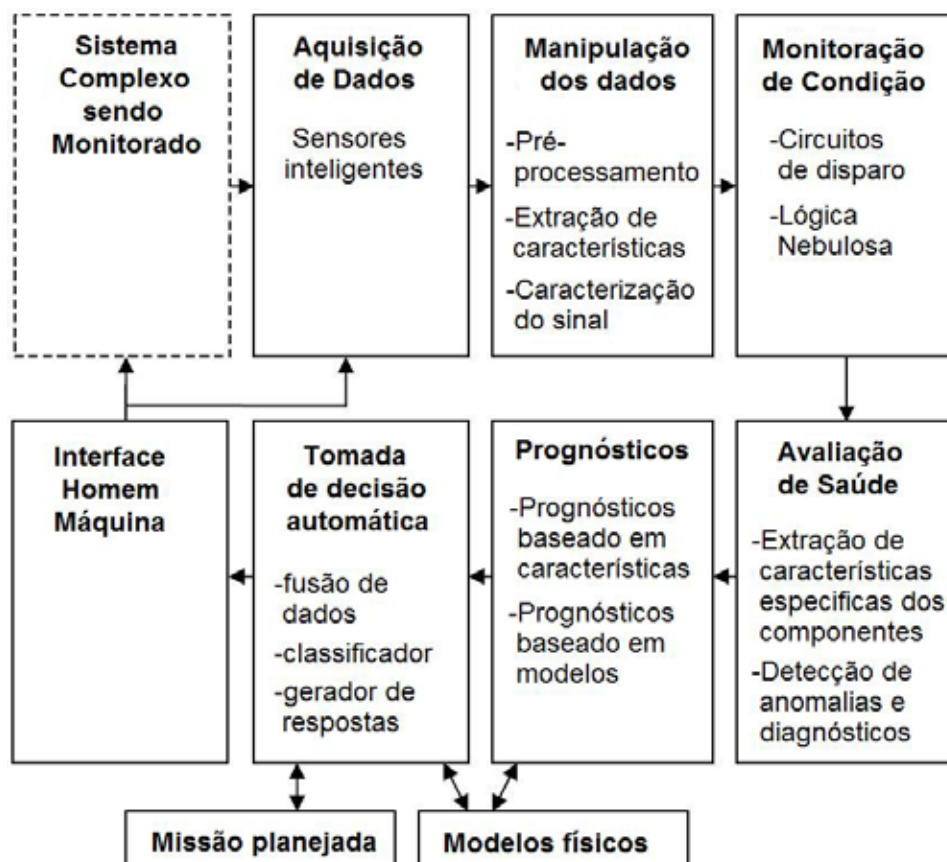 Sistema
Complexo
sendo
Monitorado
Aquisição
de Dados
Sensores
inteligentes
Manipulação
dos dados
-Pré-
processamento
-Extração de
características
-Caracterização
do sinal
Monitoração
de Condição
-Circuitos
de disparo
-Lógica
Nebulosa
Interface
Homem
Máquina
Tomada
de decisão
automática
-fusão de
dados
-classificador
-gerador de
respostas
Prognósticos
-Prognósticos
baseado em
características
-Prognósticos
baseado em
modelos
Avaliação
de Saúde
-Extração de
características
especificas dos
componentes
-Detecção de
anomalias e
diagnósticos
Missão planejada
Modelos físicos